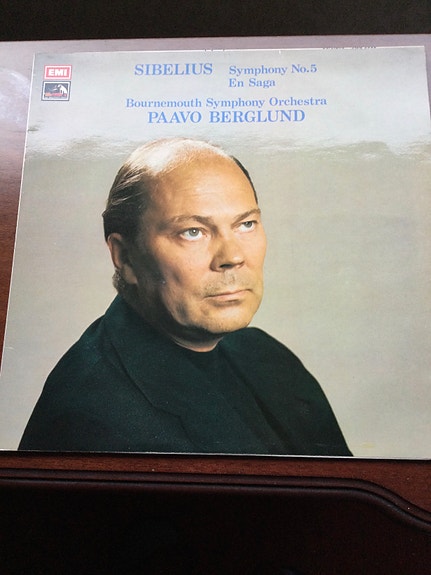 EMI
SIBELIUS Symphony No.5
En Saga
Bournemouth Symphony Orchestra
PAAVO BERGLUND